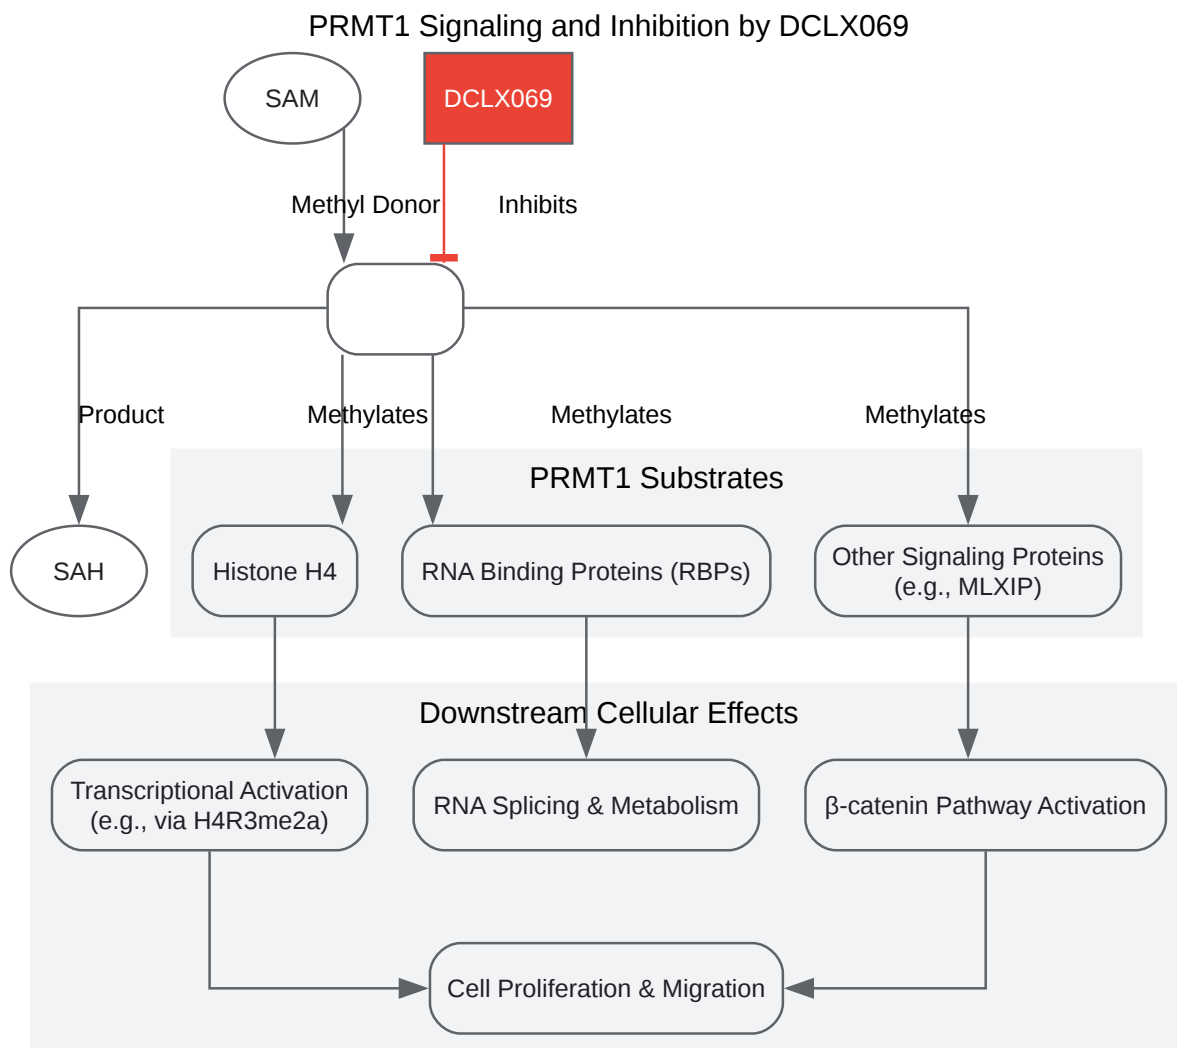 PRMT1 Signaling and Inhibition by DCLX069
SAM
DCLX069
Methyl Donor
Inhibits
Product
Methylates
Methylates
Methylates
PRMT1 Substrates
SAH
Histone H4
RNA Binding Proteins (RBPs)
Other Signaling Proteins
(e.g., MLXIP)
Downstream Cellular Effects
Transcriptional Activation
(e.g., via H4R3me2a)
RNA Splicing & Metabolism
β-catenin Pathway Activation
Cell Proliferation & Migration